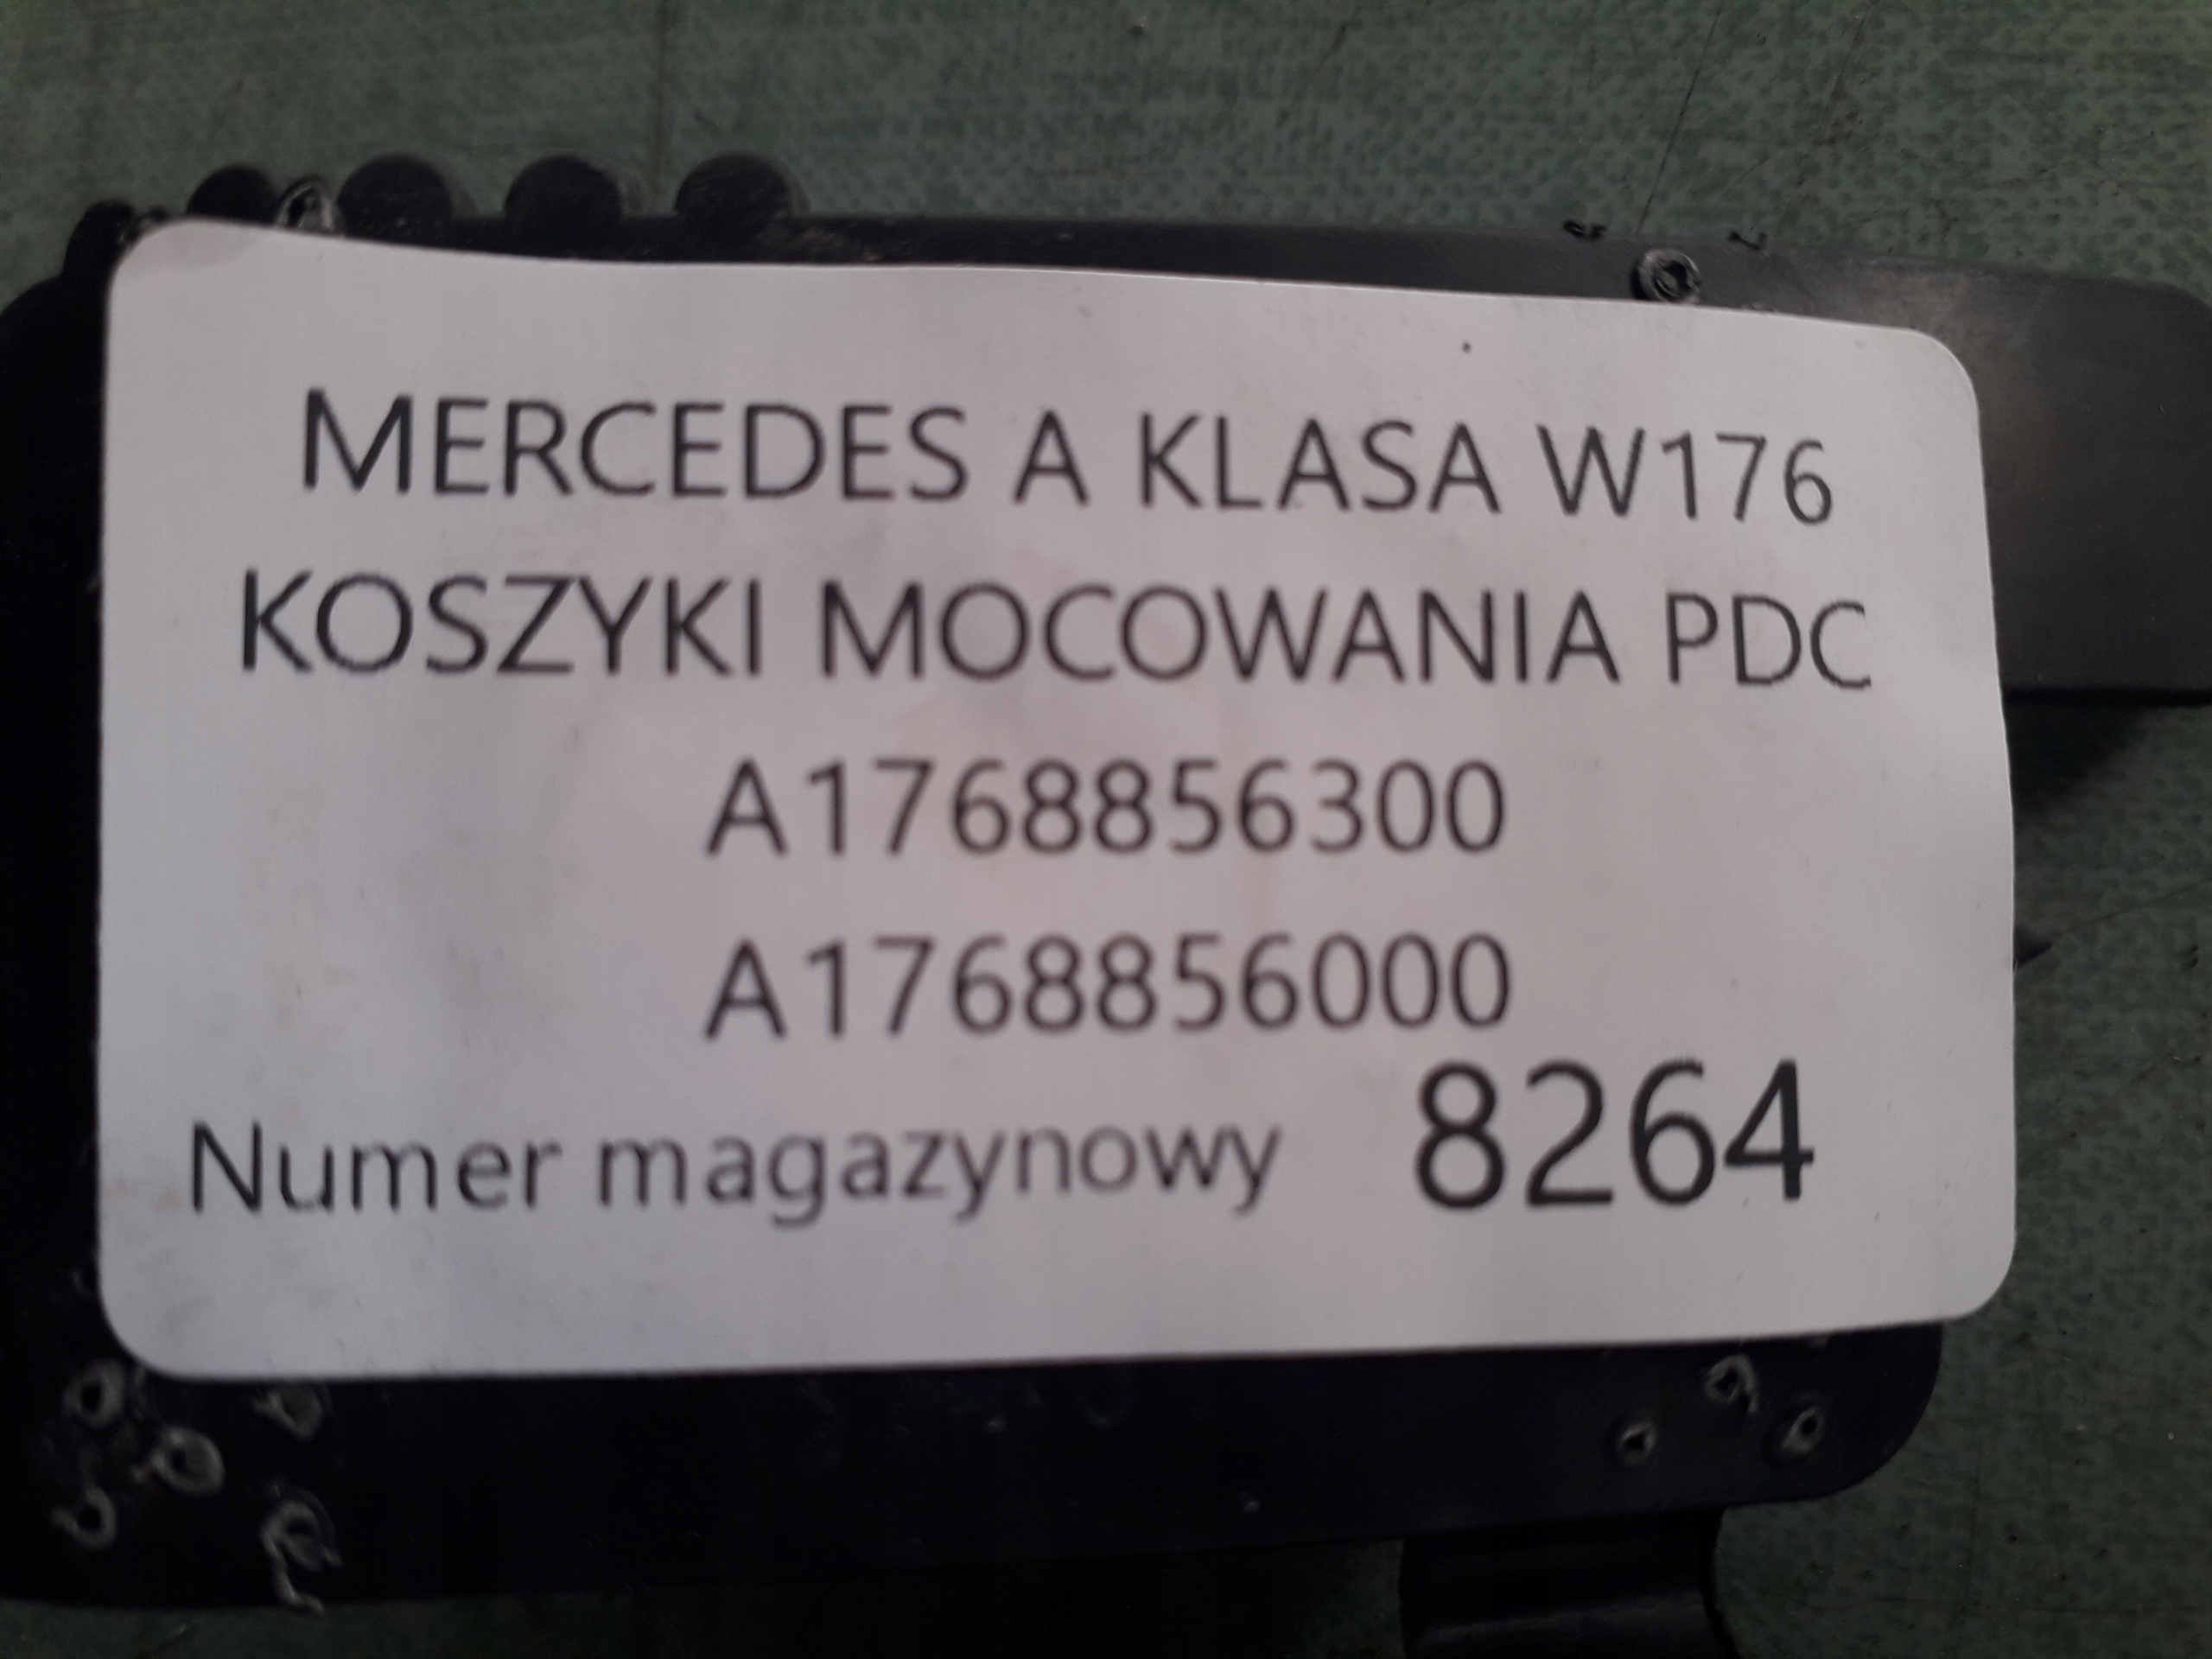 MERCEDES A KLASA W176
KOSZYKI MOCOWANIA PDC
A1768856300
A1768856000
Numer magazynowy 8264